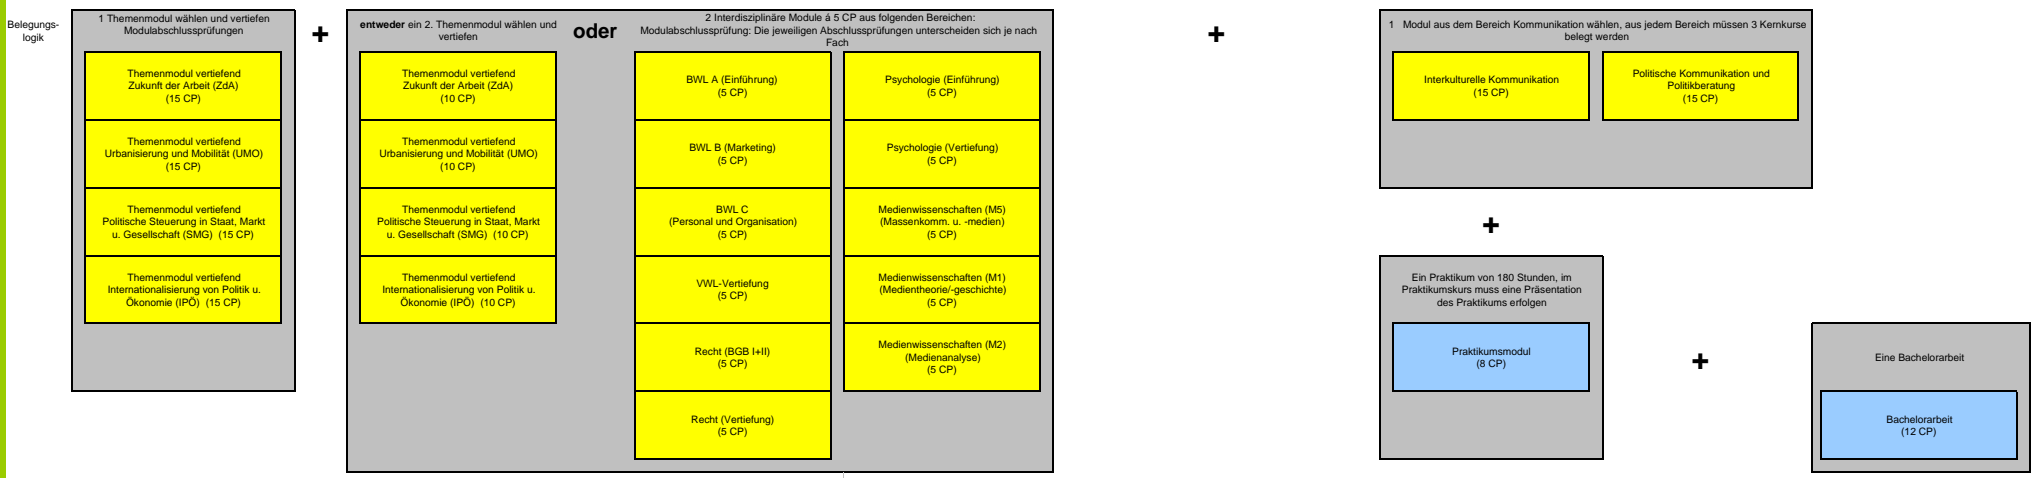 Belegungs-
logik
1 Themenmodul wählen und vertiefen
Modulabschlussprüfungen
Themenmodul vertiefend
Zukunft der Arbeit (ZdA)
(15 CP)
Themenmodul vertiefend
Urbanisierung und Mobilität (UMO)
(15 CP)
Themenmodul vertiefend
Politische Steuerung in Staat, Markt
u. Gesellschaft (SMG) (15 CP)
Themenmodul vertiefend
Internationalisierung von Politik u.
Ökonomie (IPÖ) (15 CP)
+
entweder ein 2. Themenmodul wählen und
vertiefen
Themenmodul vertiefend
Zukunft der Arbeit (ZdA)
(10 CP)
Themenmodul vertiefend
Urbanisierung und Mobilität (UMO)
(10 CP)
Themenmodul vertiefend
Politische Steuerung in Staat, Markt
u. Gesellschaft (SMG) (10 CP)
Themenmodul vertiefend
Internationalisierung von Politik u.
Ökonomie (IPÖ) (10 CP)
oder
2 Interdisziplinäre Module á 5 CP aus folgenden Bereichen:
Modulabschlussprüfung: Die jeweiligen Abschlussprüfungen unterscheiden sich je nach
Fach
BWL A (Einführung)
(5 CP)
BWL B (Marketing)
(5 CP)
BWL C
(Personal und Organisation)
(5 CP)
VWL-Vertiefung
(5 CP)
Recht (BGB I+II)
(5 CP)
Recht (Vertiefung)
(5 CP)
Psychologie (Einführung)
(5 CP)
Psychologie (Vertiefung)
(5 CP)
Medienwissenschaften (M5)
(Massenkomm. u. -medien)
(5 CP)
Medienwissenschaften (M1)
(Medientheorie/-geschichte)
(5 CP)
Medienwissenschaften (M2)
(Medienanalyse)
(5 CP)
+
1 Modul aus dem Bereich Kommunikation wählen, aus jedem Bereich müssen 3 Kernkurse
belegt werden
Interkulturelle Kommunikation
(15 CP)
Politische Kommunikation und
Politikberatung
(15 CP)
+
Ein Praktikum von 180 Stunden, im
Praktikumskurs muss eine Präsentation
des Praktikums erfolgen
Praktikumsmodul
(8 CP)
+
Eine Bachelorarbeit
Bachelorarbeit
(12 CP)